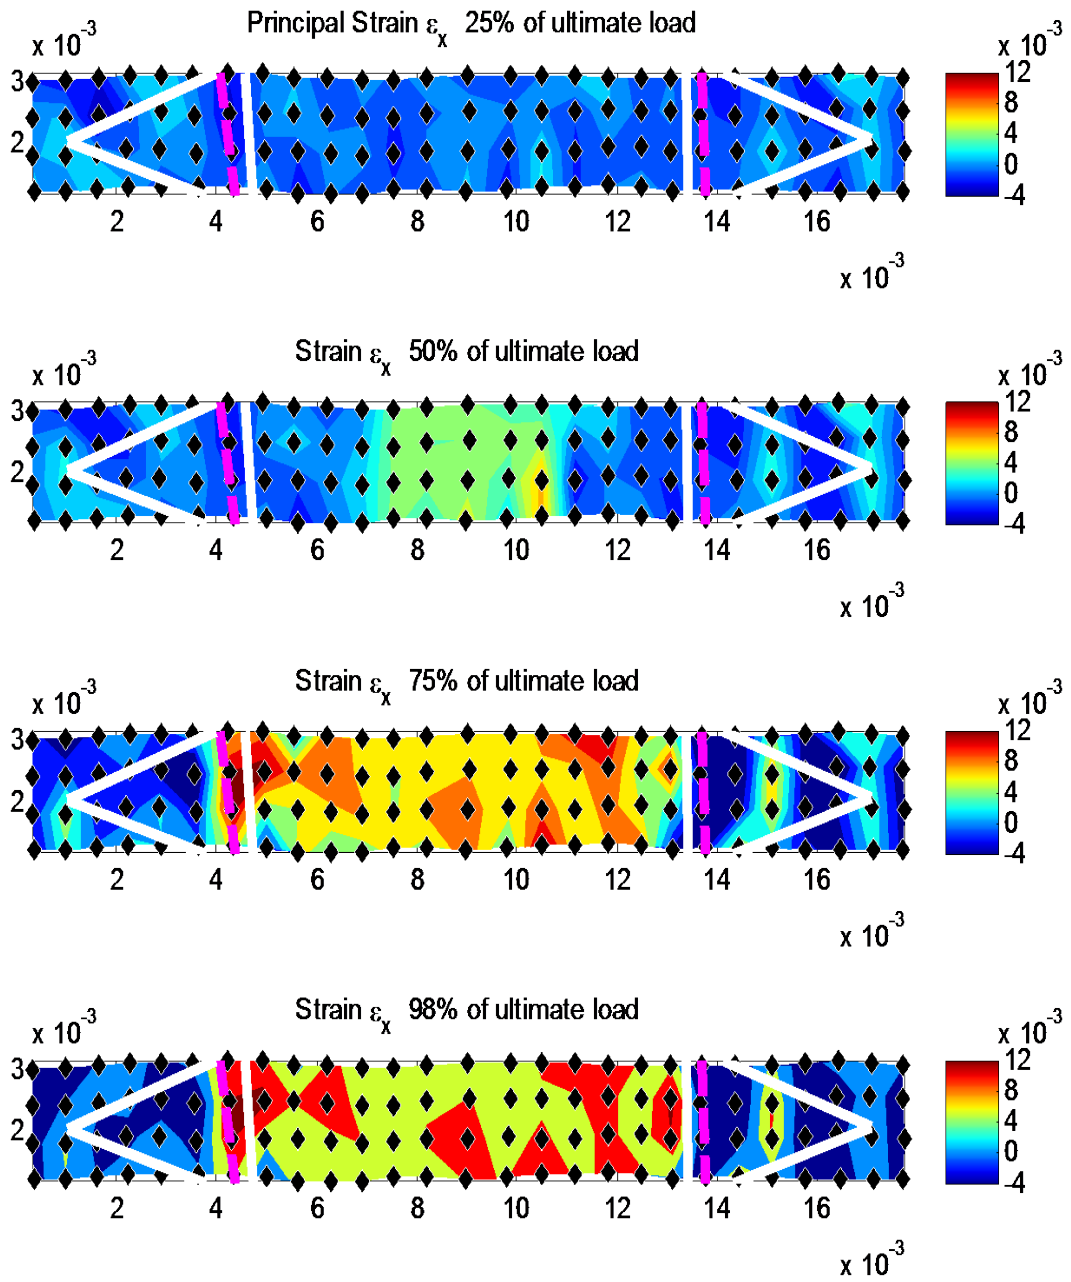 Principal Strain εx 25% of ultimate load
x 10-3
x 10-3
3
2
2 4 6 8 10 12 14 16
12
8
4
0
-4
x 10-3
Strain εx 50% of ultimate load
x 10-3
x 10-3
3
2
2 4 6 8 10 12 14 16
12
8
4
0
-4
x 10-3
Strain εx 75% of ultimate load
x 10-3
x 10-3
3
2
2 4 6 8 10 12 14 16
12
8
4
0
-4
x 10-3
Strain εx 98% of ultimate load
x 10-3
x 10-3
3
2
2 4 6 8 10 12 14 16
12
8
4
0
-4
x 10-3